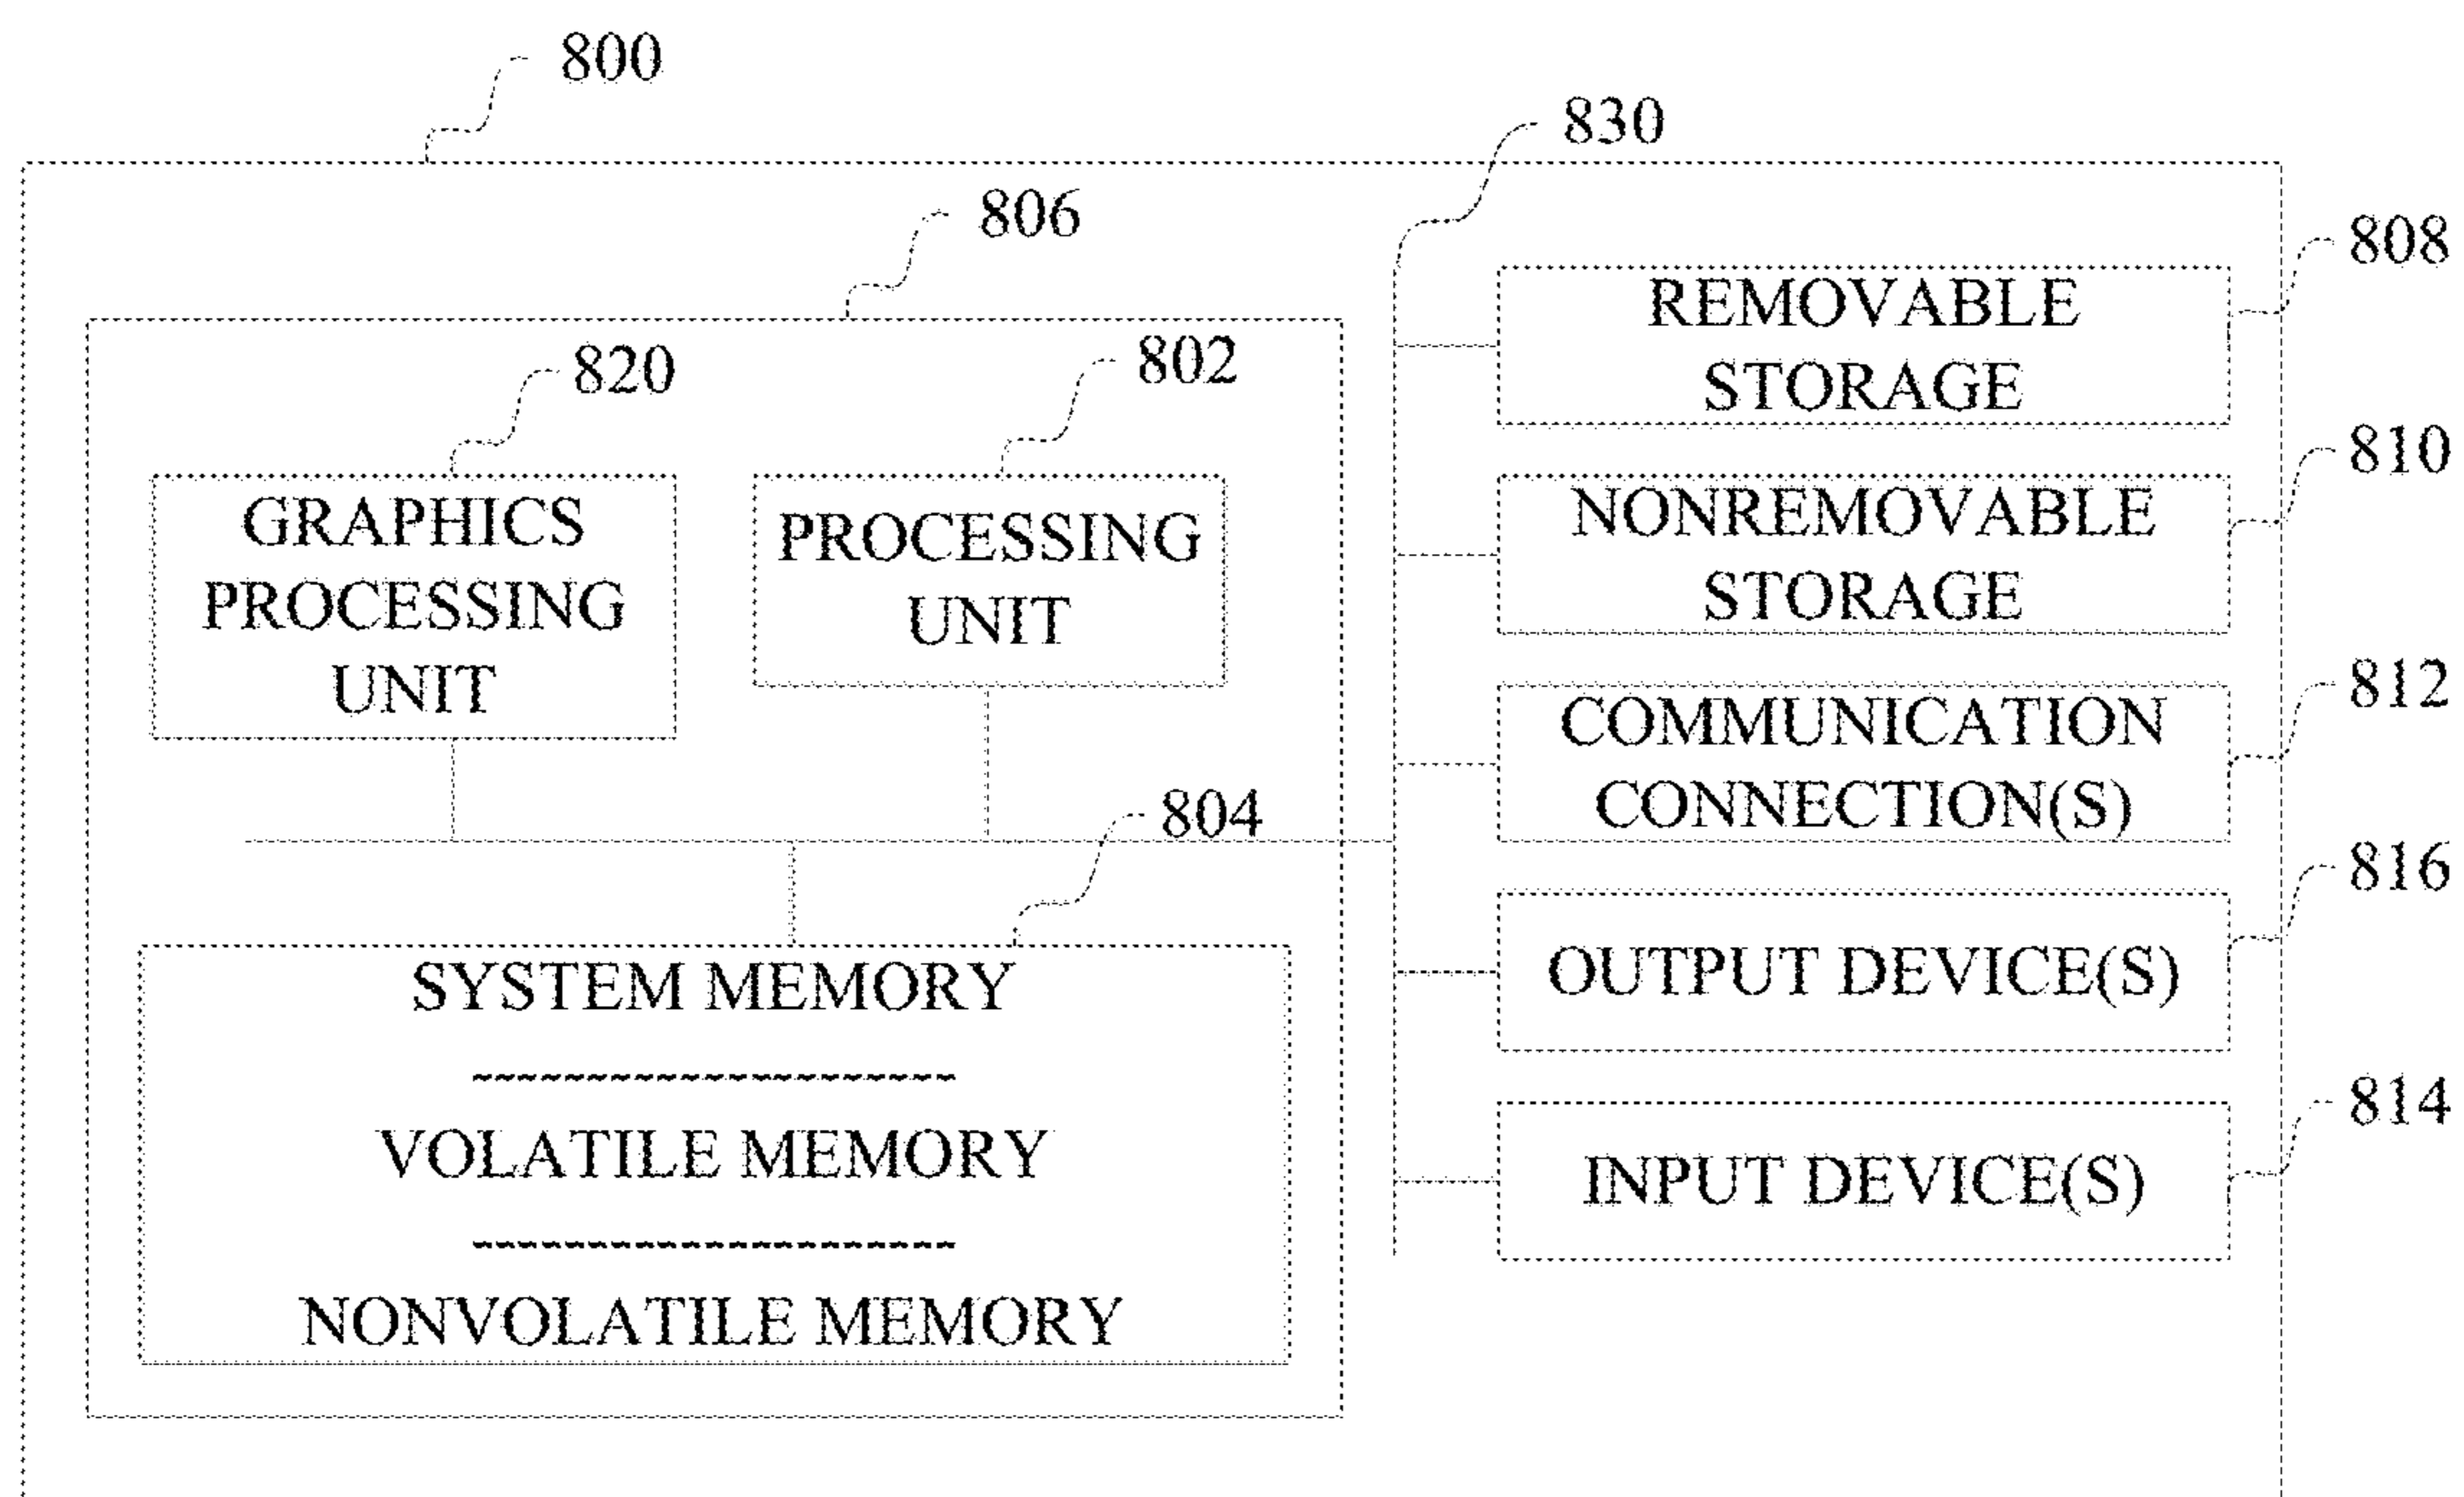 800
830
806
808
REMOVABLE
STORAGE
820
802
810
GRAPHICS
PROCESSING
UNIT
PROCESSING
UNIT
NONREMOVABLE
STORAGE
812
COMMUNICATION
CONNECTION(S)
804
816
OUTPUT DEVICE(S)
SYSTEM MEMORY
VOLATILE MEMORY
NONVOLATILE MEMORY
814
INPUT DEVICE(S)